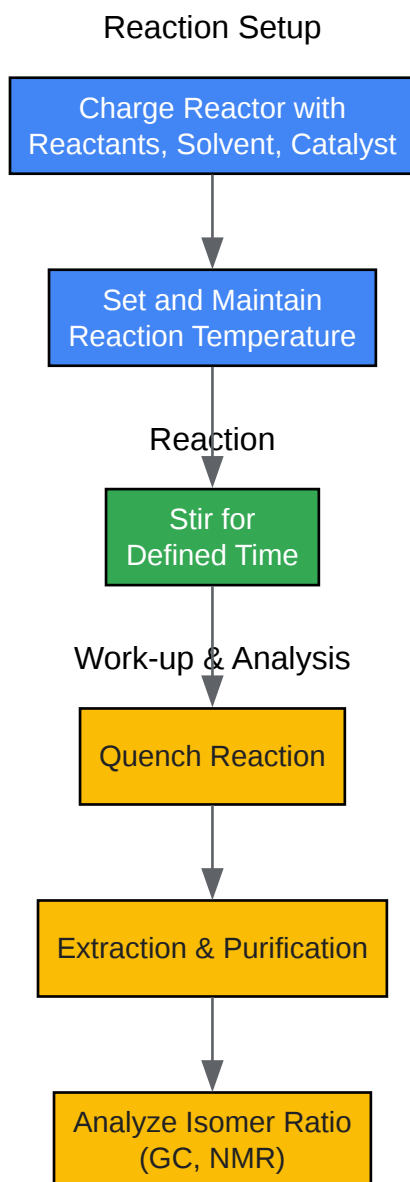 Reaction Setup
Charge Reactor with
Reactants, Solvent, Catalyst
Set and Maintain
Reaction Temperature
Reaction
Stir for
Defined Time
Work-up & Analysis
Quench Reaction
Extraction & Purification
Analyze Isomer Ratio
(GC, NMR)